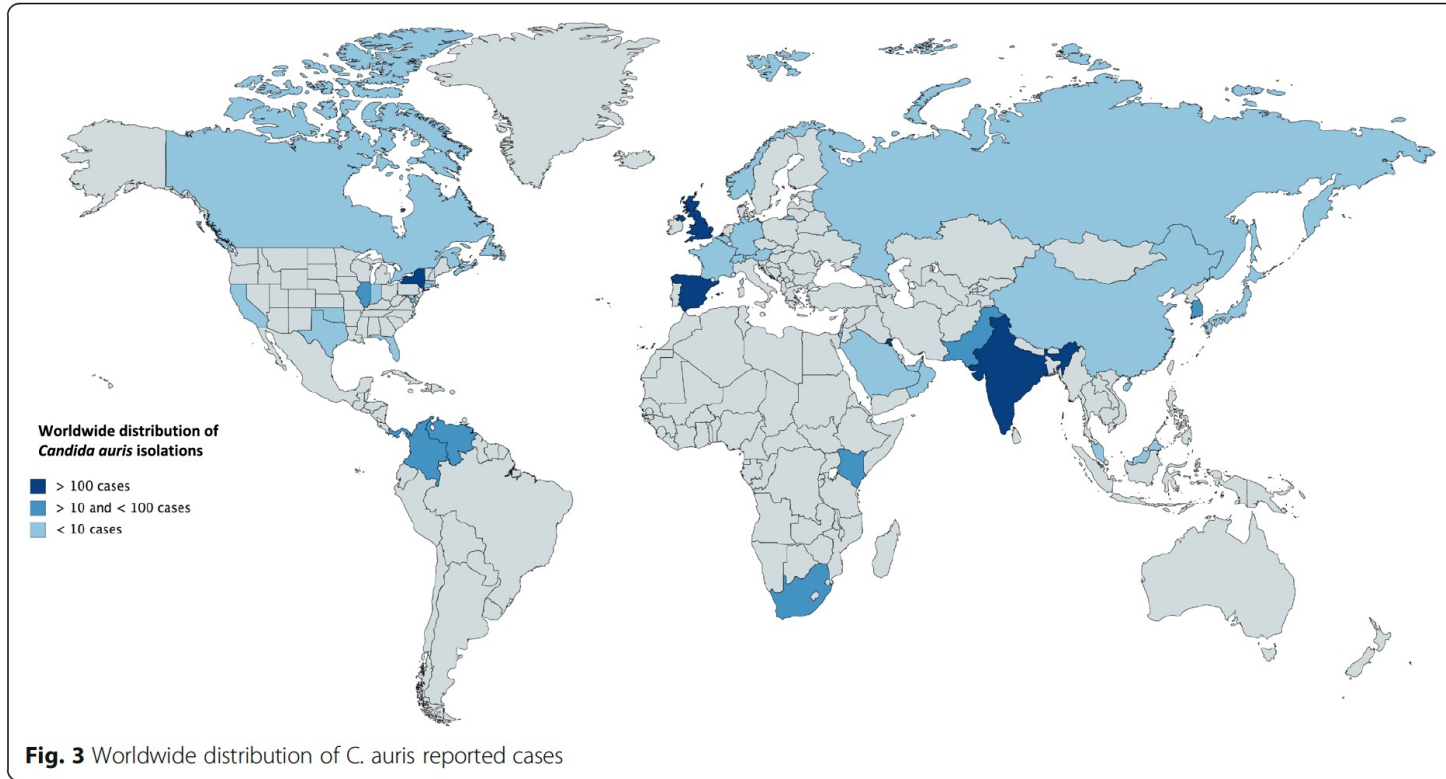 Worldwide distribution of
Candida auris isolations
> 100 cases
> 10 and < 100 cases
< 10 cases
Fig. 3 Worldwide distribution of C. auris reported cases